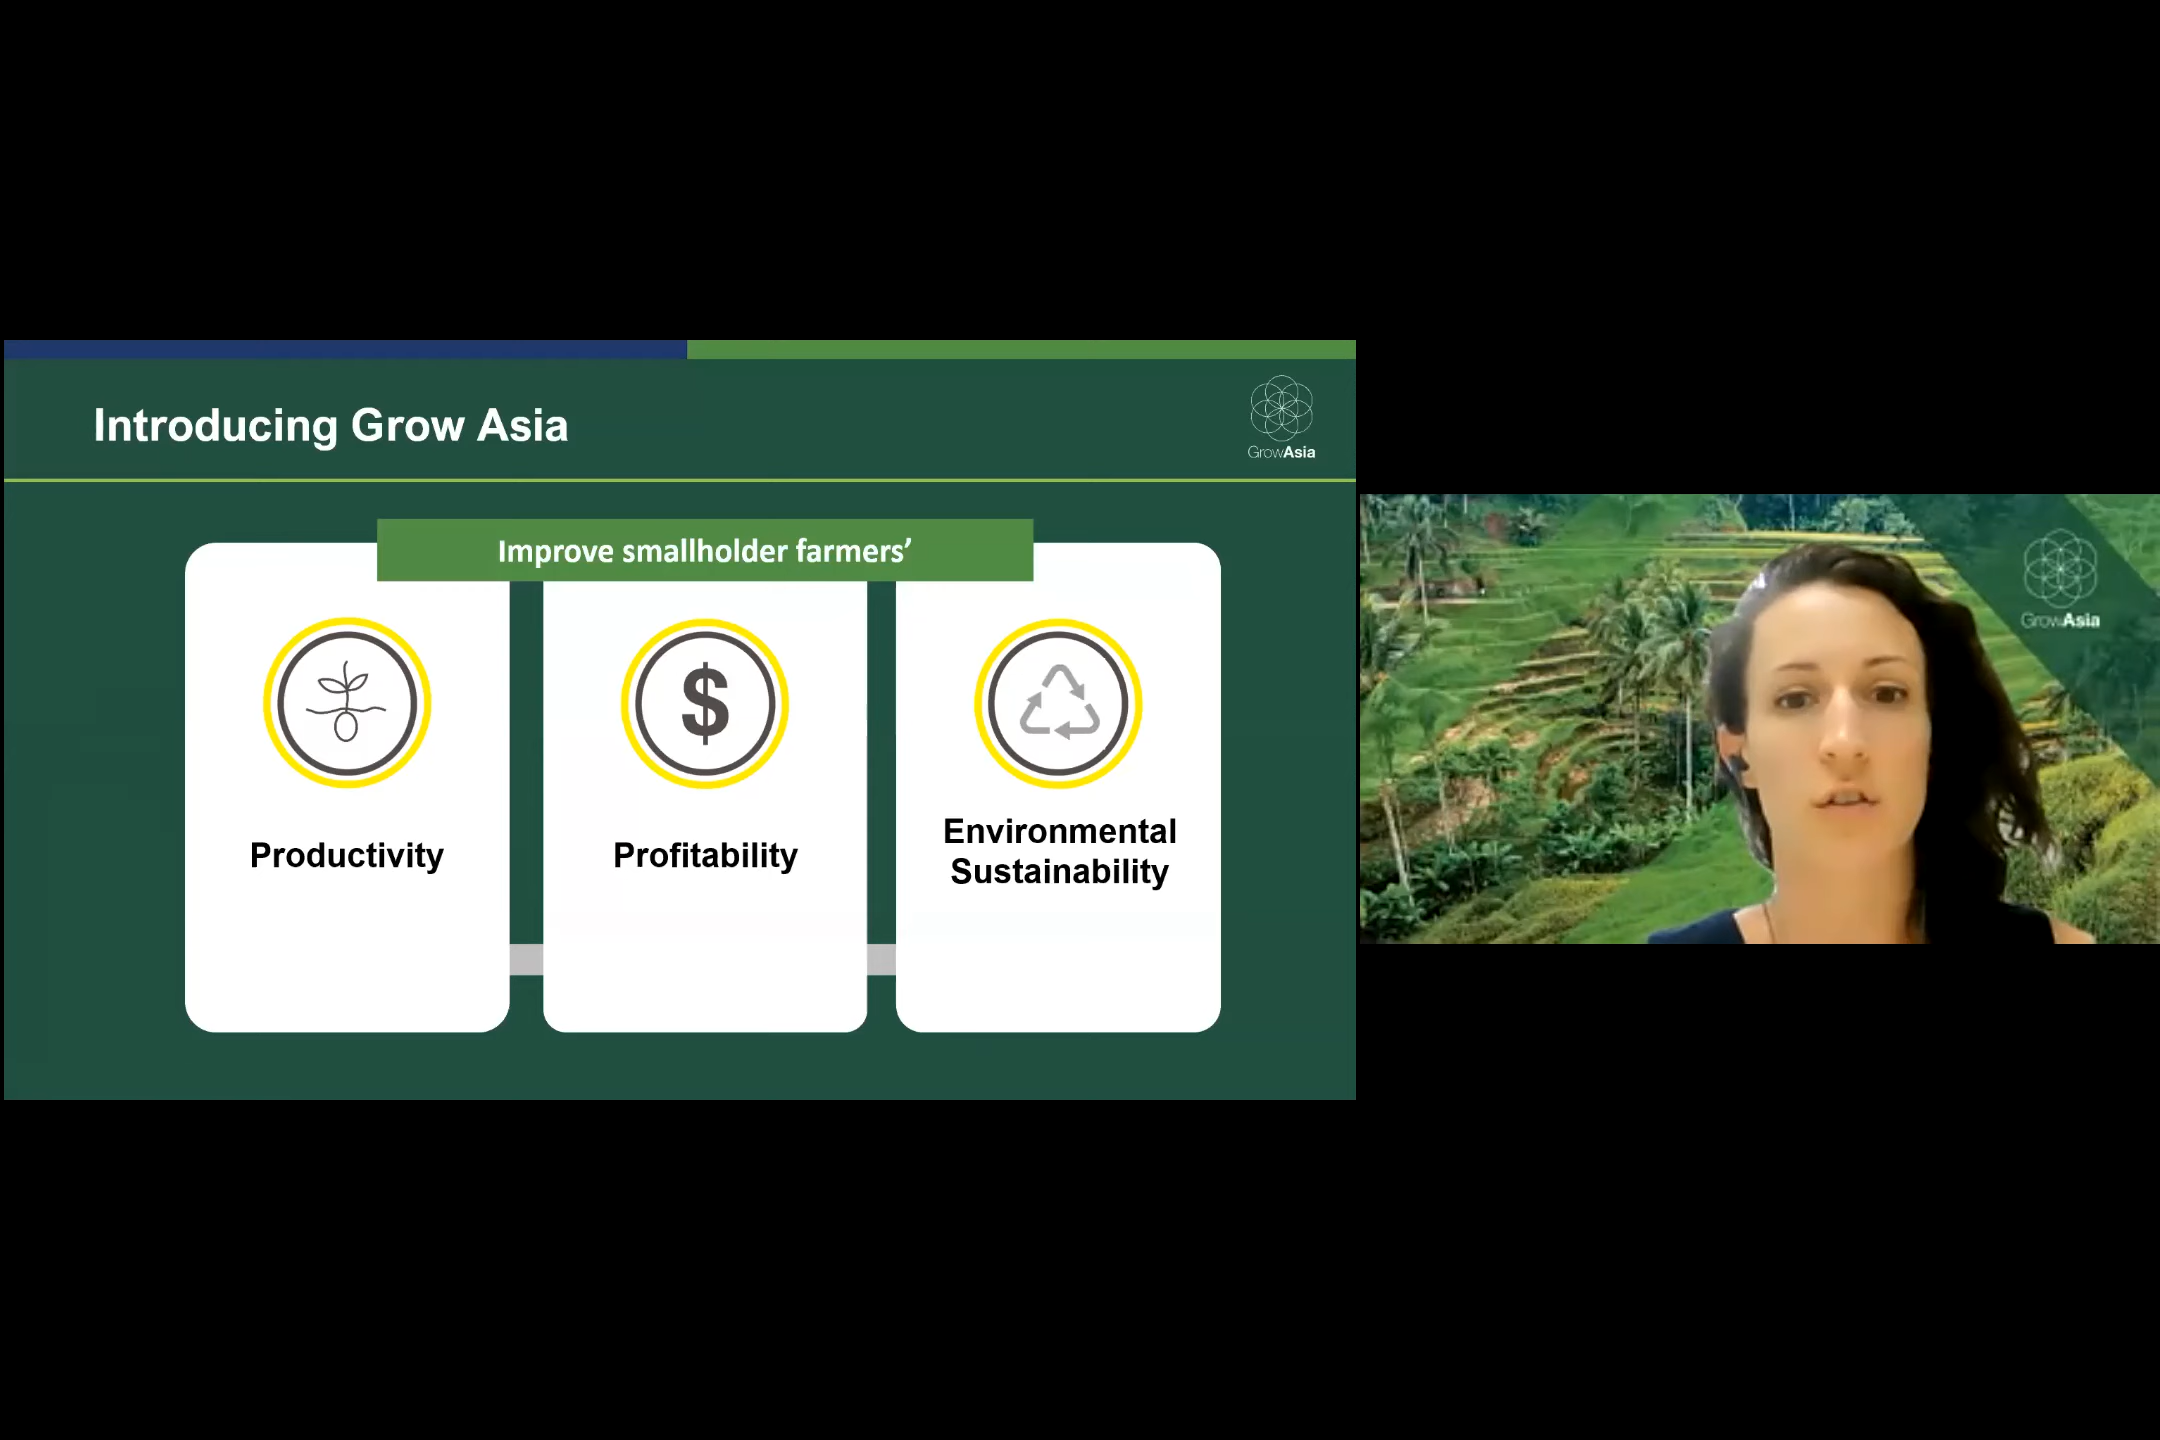 Introducing Grow Asia
GrowAsia
Improve smallholder farmers’
$
Productivity
Profitability
Environmental
Sustainability
GrowAsia